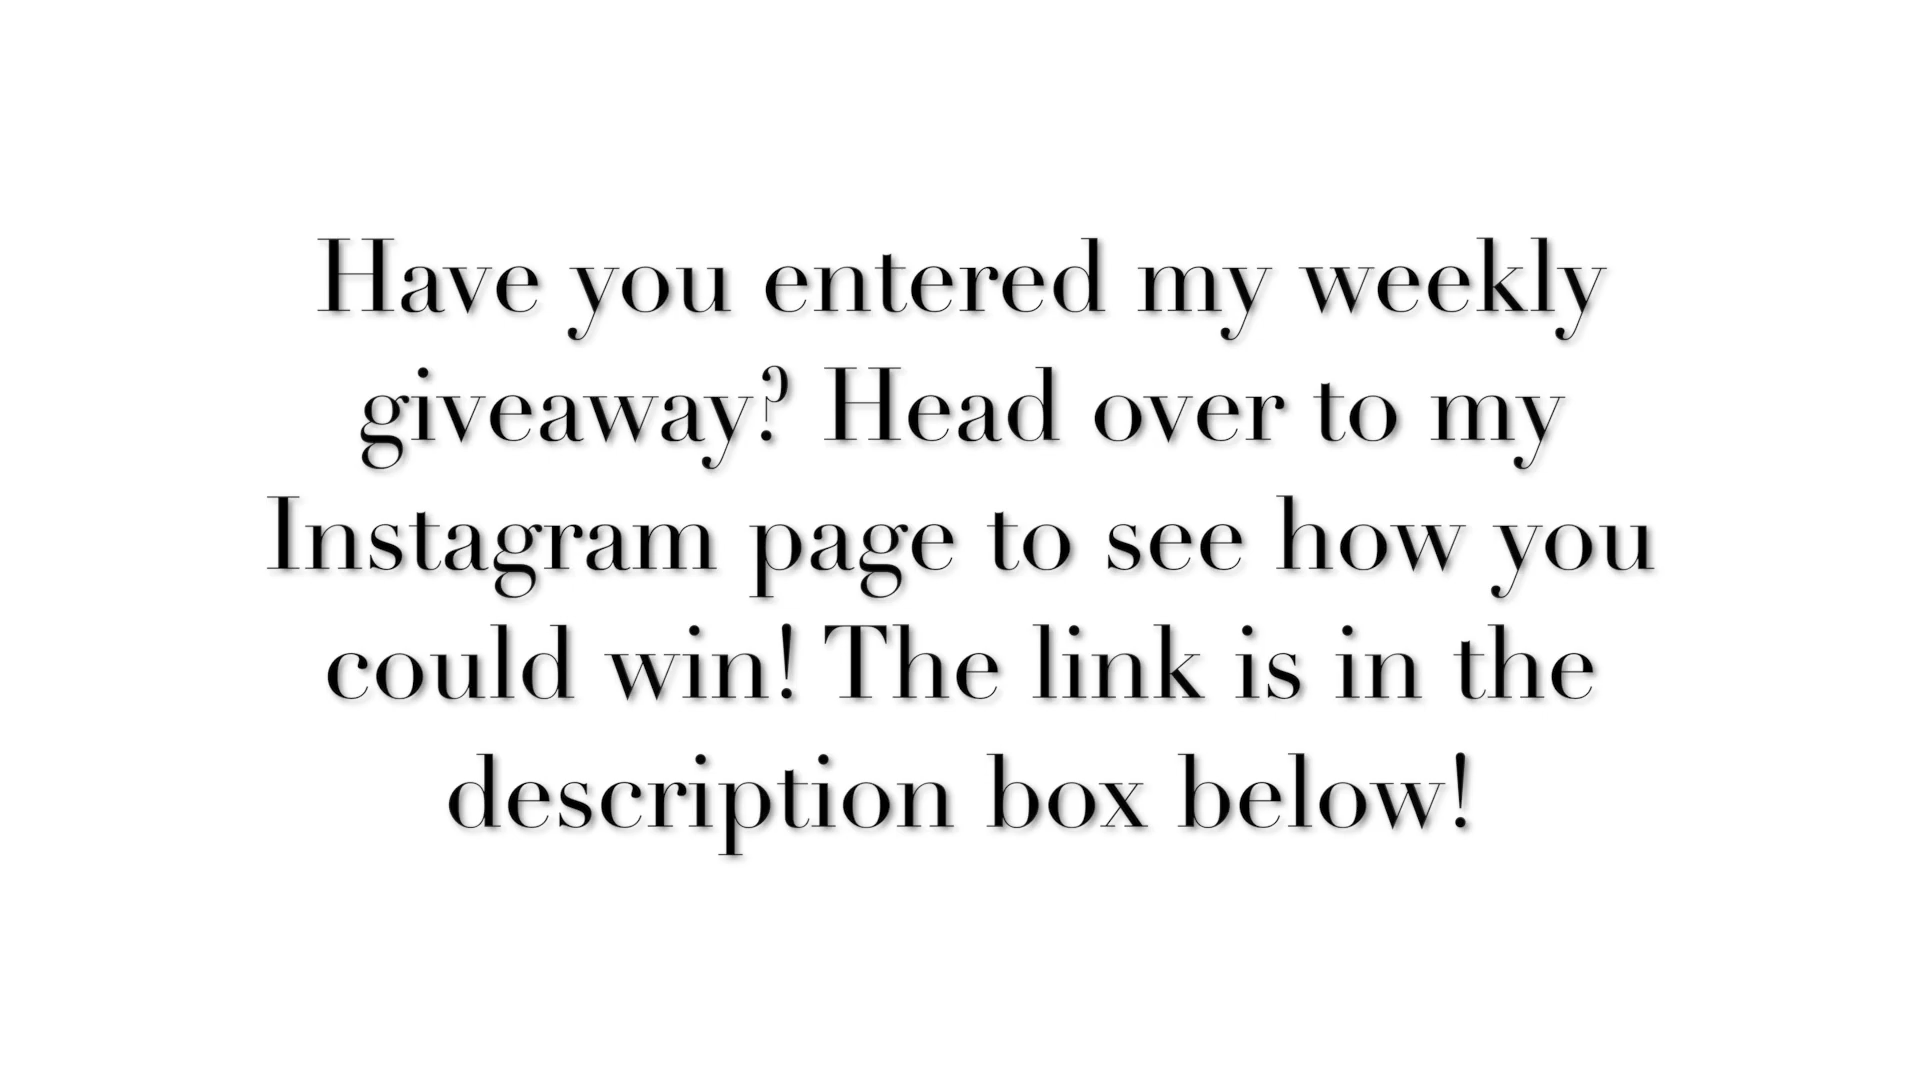 Have you entered my weekly
giveaway? Head over to my
Instagram page to see how you
could win! The link is in the
description box below!